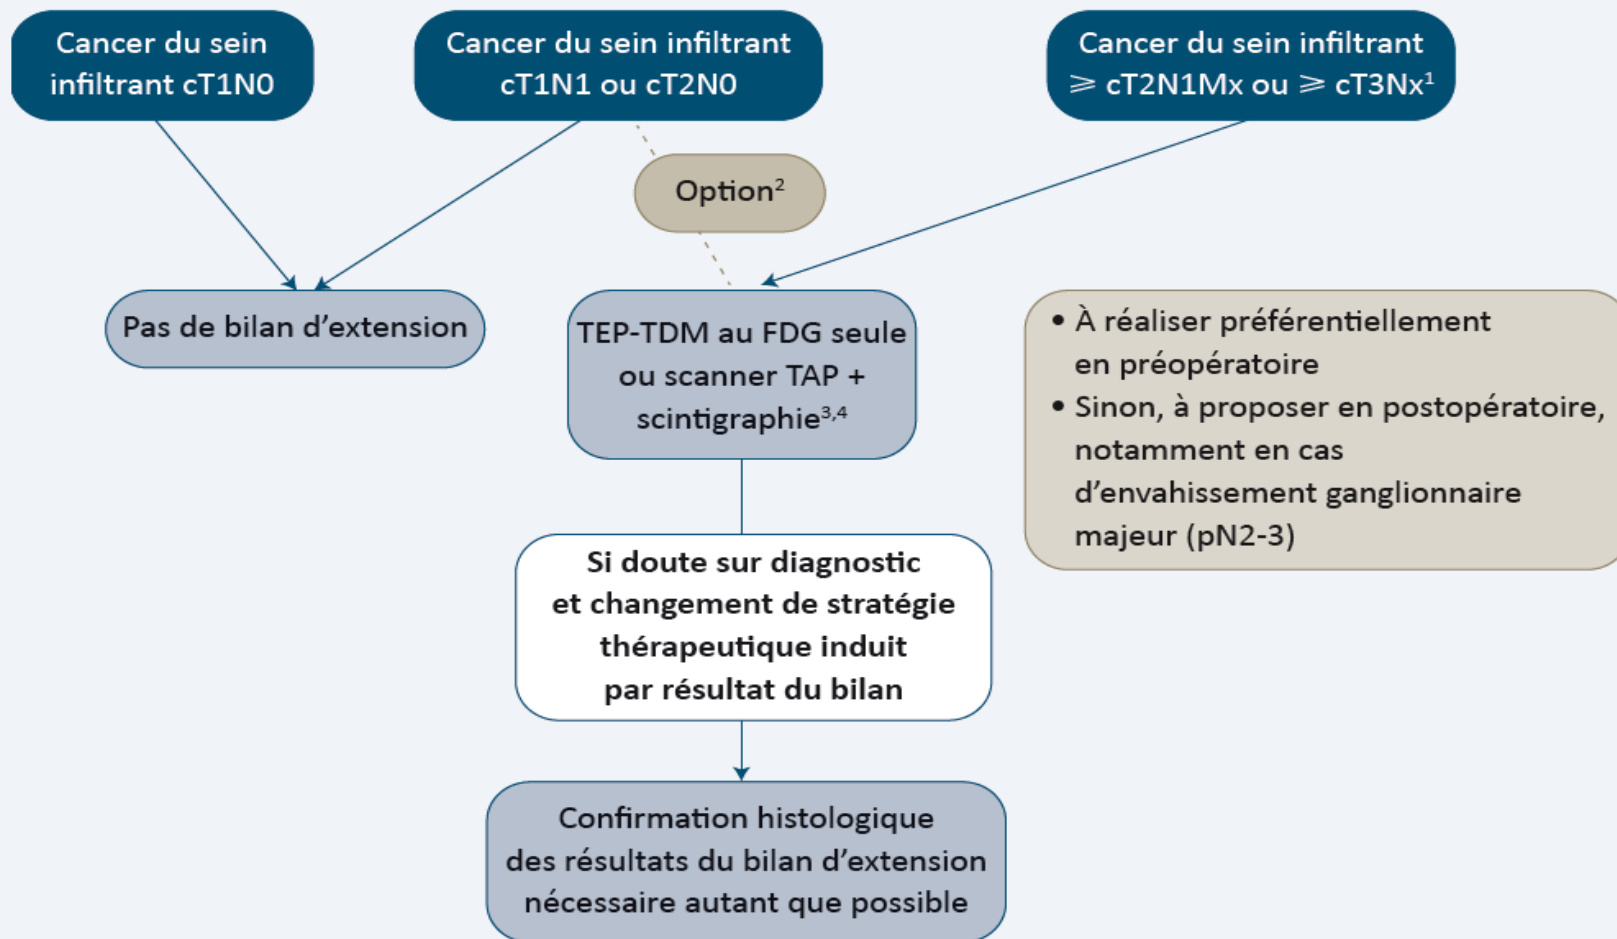 Cancer du sein
infiltrant cT1N0
Cancer du sein infiltrant
cT1N1 ou cT2N0
Cancer du sein infiltrant
⩾ cT2N1Mx ou ⩾ cT3Nx¹
Option²
Pas de bilan d’extension
TEP-TDM au FDG seule
ou scanner TAP +
scintigraphie³,⁴
• À réaliser préférentiellement
en préopératoire
• Sinon, à proposer en postopératoire,
notamment en cas
d’envahissement ganglionnaire
majeur (pN2-3)
Si doute sur diagnostic
et changement de stratégie
thérapeutique induit
par résultat du bilan
Confirmation histologique
des résultats du bilan d’extension
nécessaire autant que possible